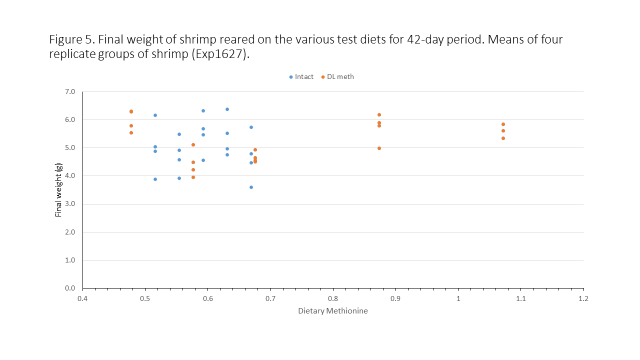 Figure 5. Final weight of shrimp reared on the various test diets for 42-day period. Means of four
replicate groups of shrimp (Exp1627).
Intact DL meth
7.0
6.0
5.0
4.0
3.0
2.0
1.0
0.0
Final weight (g)
0.4 0.5 0.6 0.7 0.8 0.9 1 1.1 1.2
Dietary Methionine